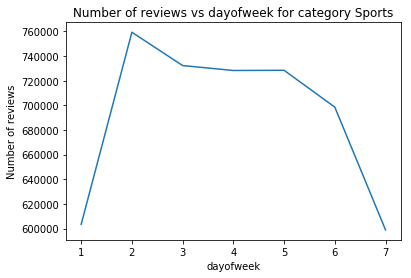 Number of reviews vs dayofweek for category Sports
760000
740000
720000
700000
680000
660000
640000
620000
600000
Number of reviews
1 2 3 4 5 6 7
dayofweek